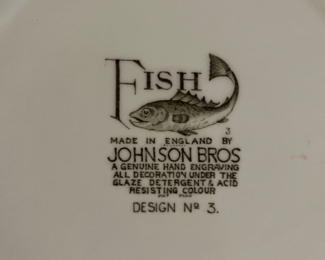 FISH
3
MADE IN ENGLAND BY
JOHNSON BROS
A GENUINE HAND ENGRAVING
ALL DECORATION UNDER THE
GLAZE DETERGENT & ACID
RESISTING COLOUR
DESIGN Nº 3.